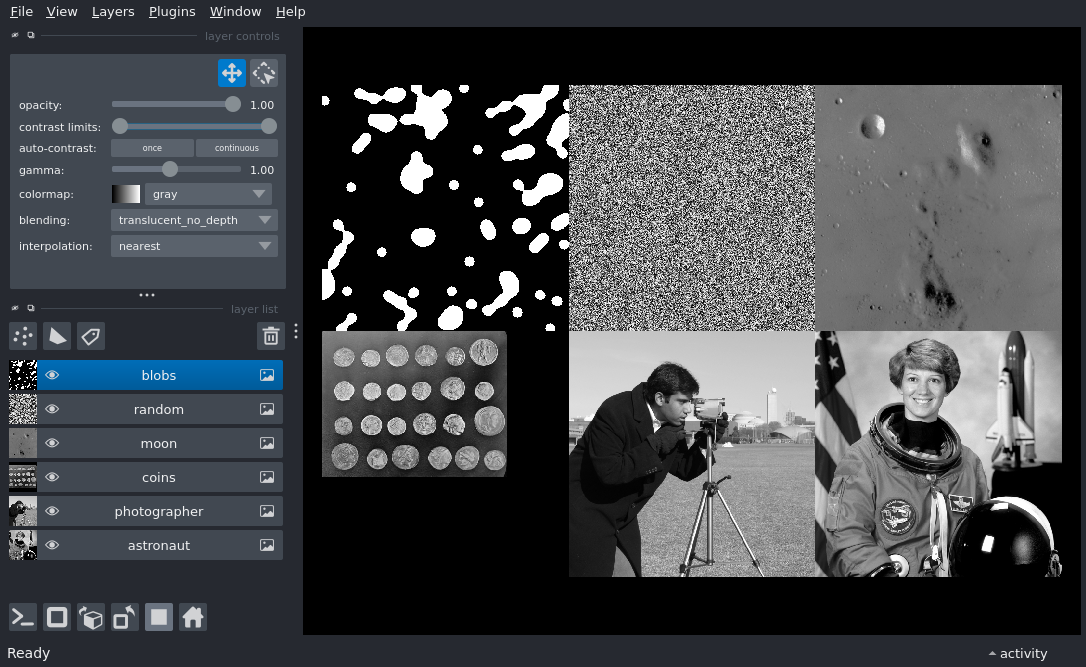 File View Layers Plugins Window Help
layer controls
opacity: 1.00
contrast limits:
auto-contrast: once continuous
gamma: 1.00
colormap: gray
blending: translucent_no_depth
interpolation: nearest
layer list
blobs
random
moon
coins
photographer
astronaut
Ready
activity